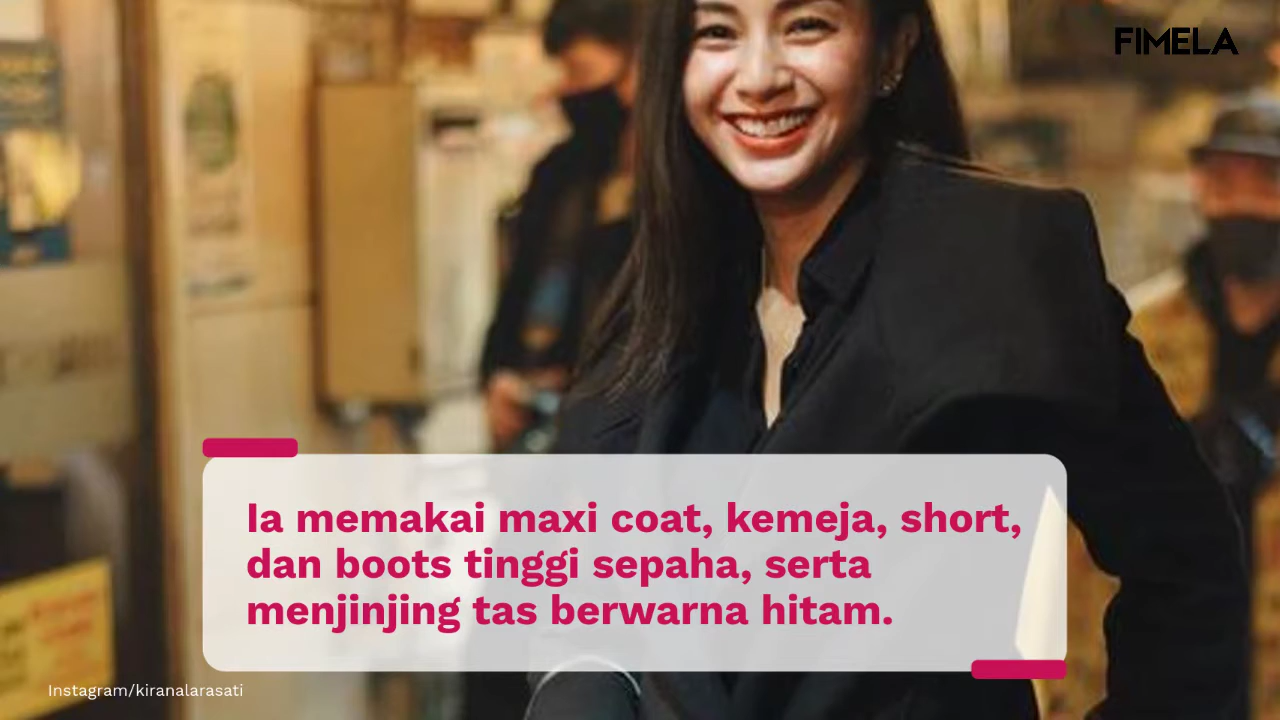 FIMELA
Ia memakai maxi coat, kemeja, short,
dan boots tinggi sepaha, serta
menjinjing tas berwarna hitam.
Instagram/kiranalarasati